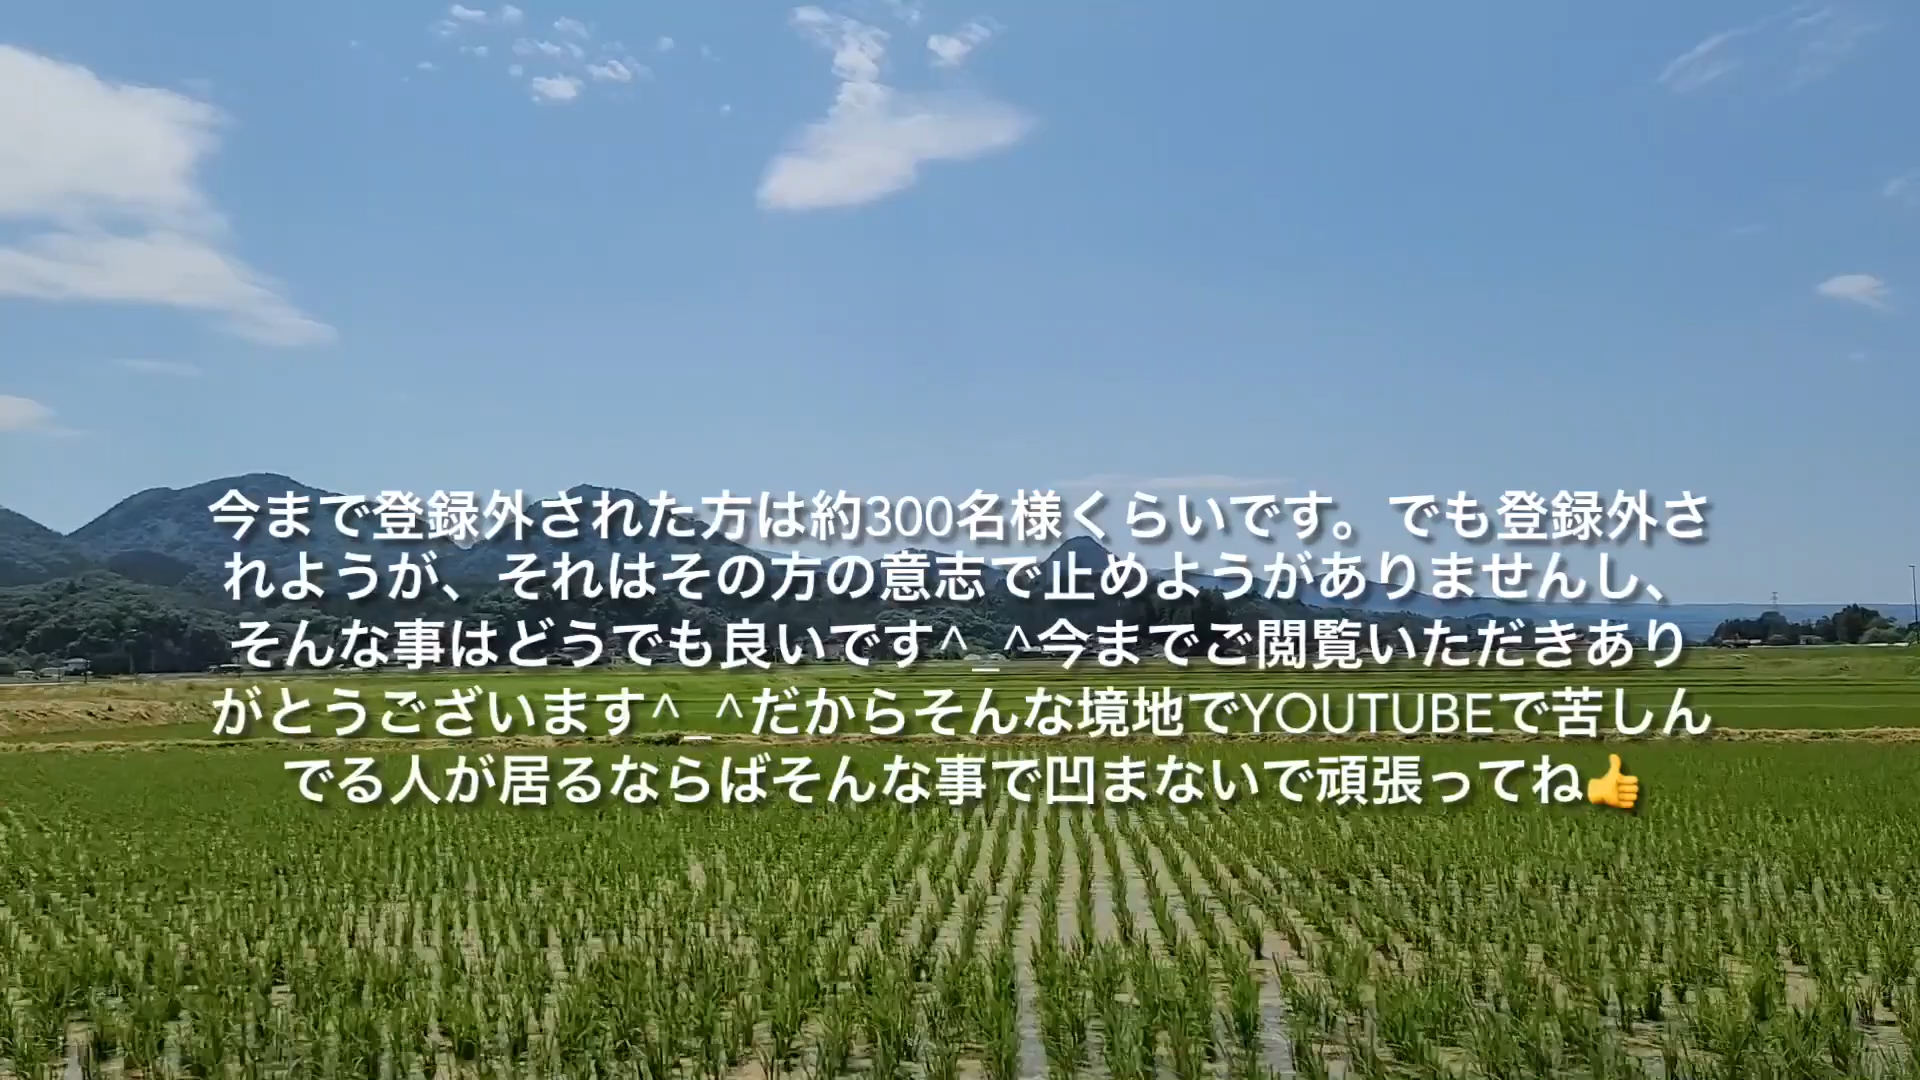 今まで登録外された方は約300名様くらいです。でも登録外さ
れようが、それはその方の意志で止めようがありませんし、
そんな事はどうでも良いです^_^今までご閲覧いただきあり
がとうございます^_^だからそんな境地でYOUTUBEで苦しん
でる人が居るならばそんな事で凹まないで頑張ってね👍